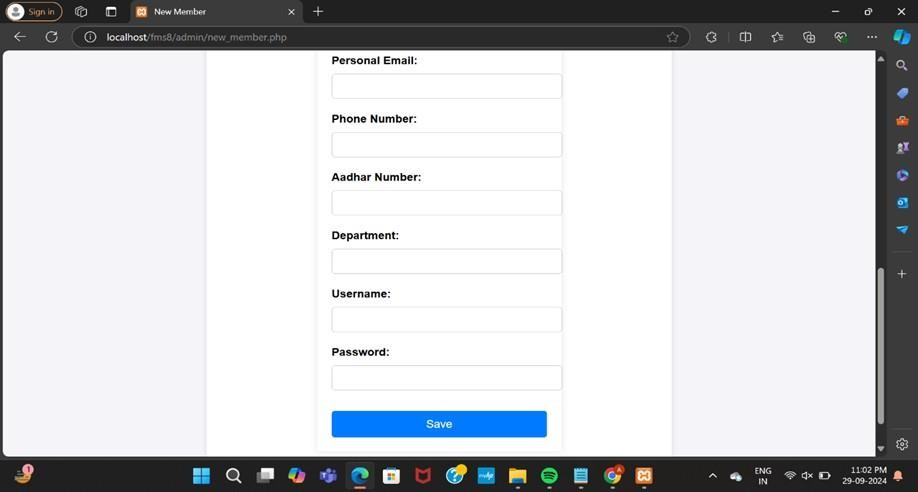 Sign in
New Member
localhost/fms8/admin/new_member.php
Personal Email:
Phone Number:
Aadhar Number:
Department:
Username:
Password:
Save
1
ENG
IN
11:02 PM
29-09-2024